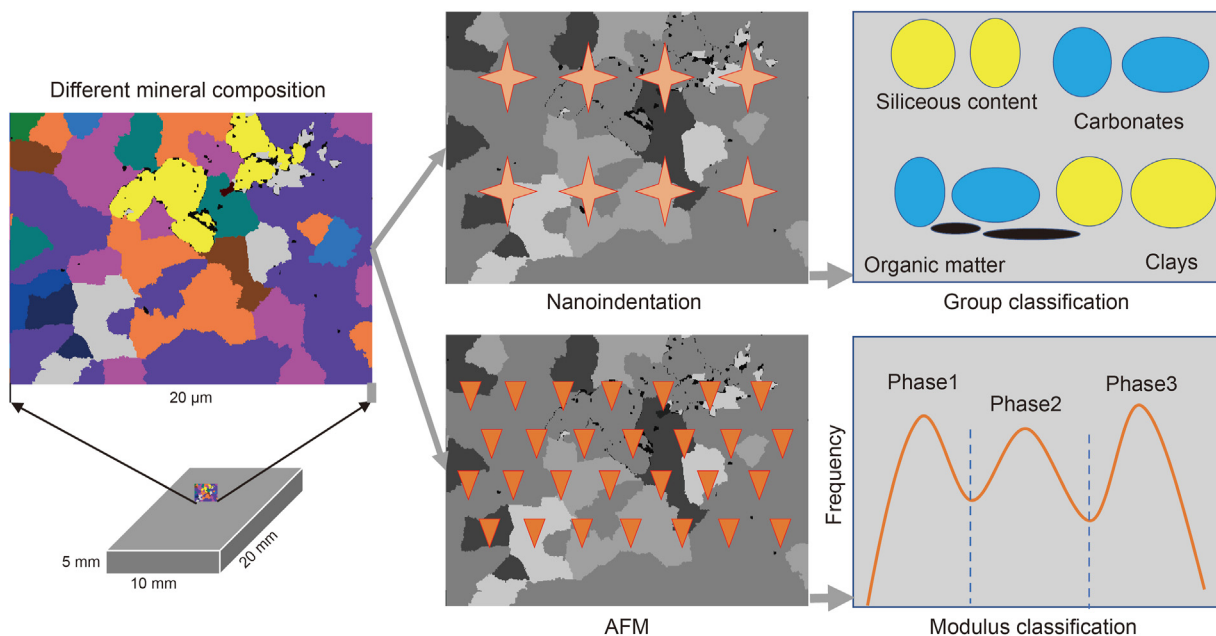 Different mineral composition
20 µm
5 mm
10 mm
20 mm
Nanoindentation
AFM
Siliceous content
Carbonates
Organic matter
Clays
Group classification
Phase1
Phase2
Phase3
Frequency
Modulus classification